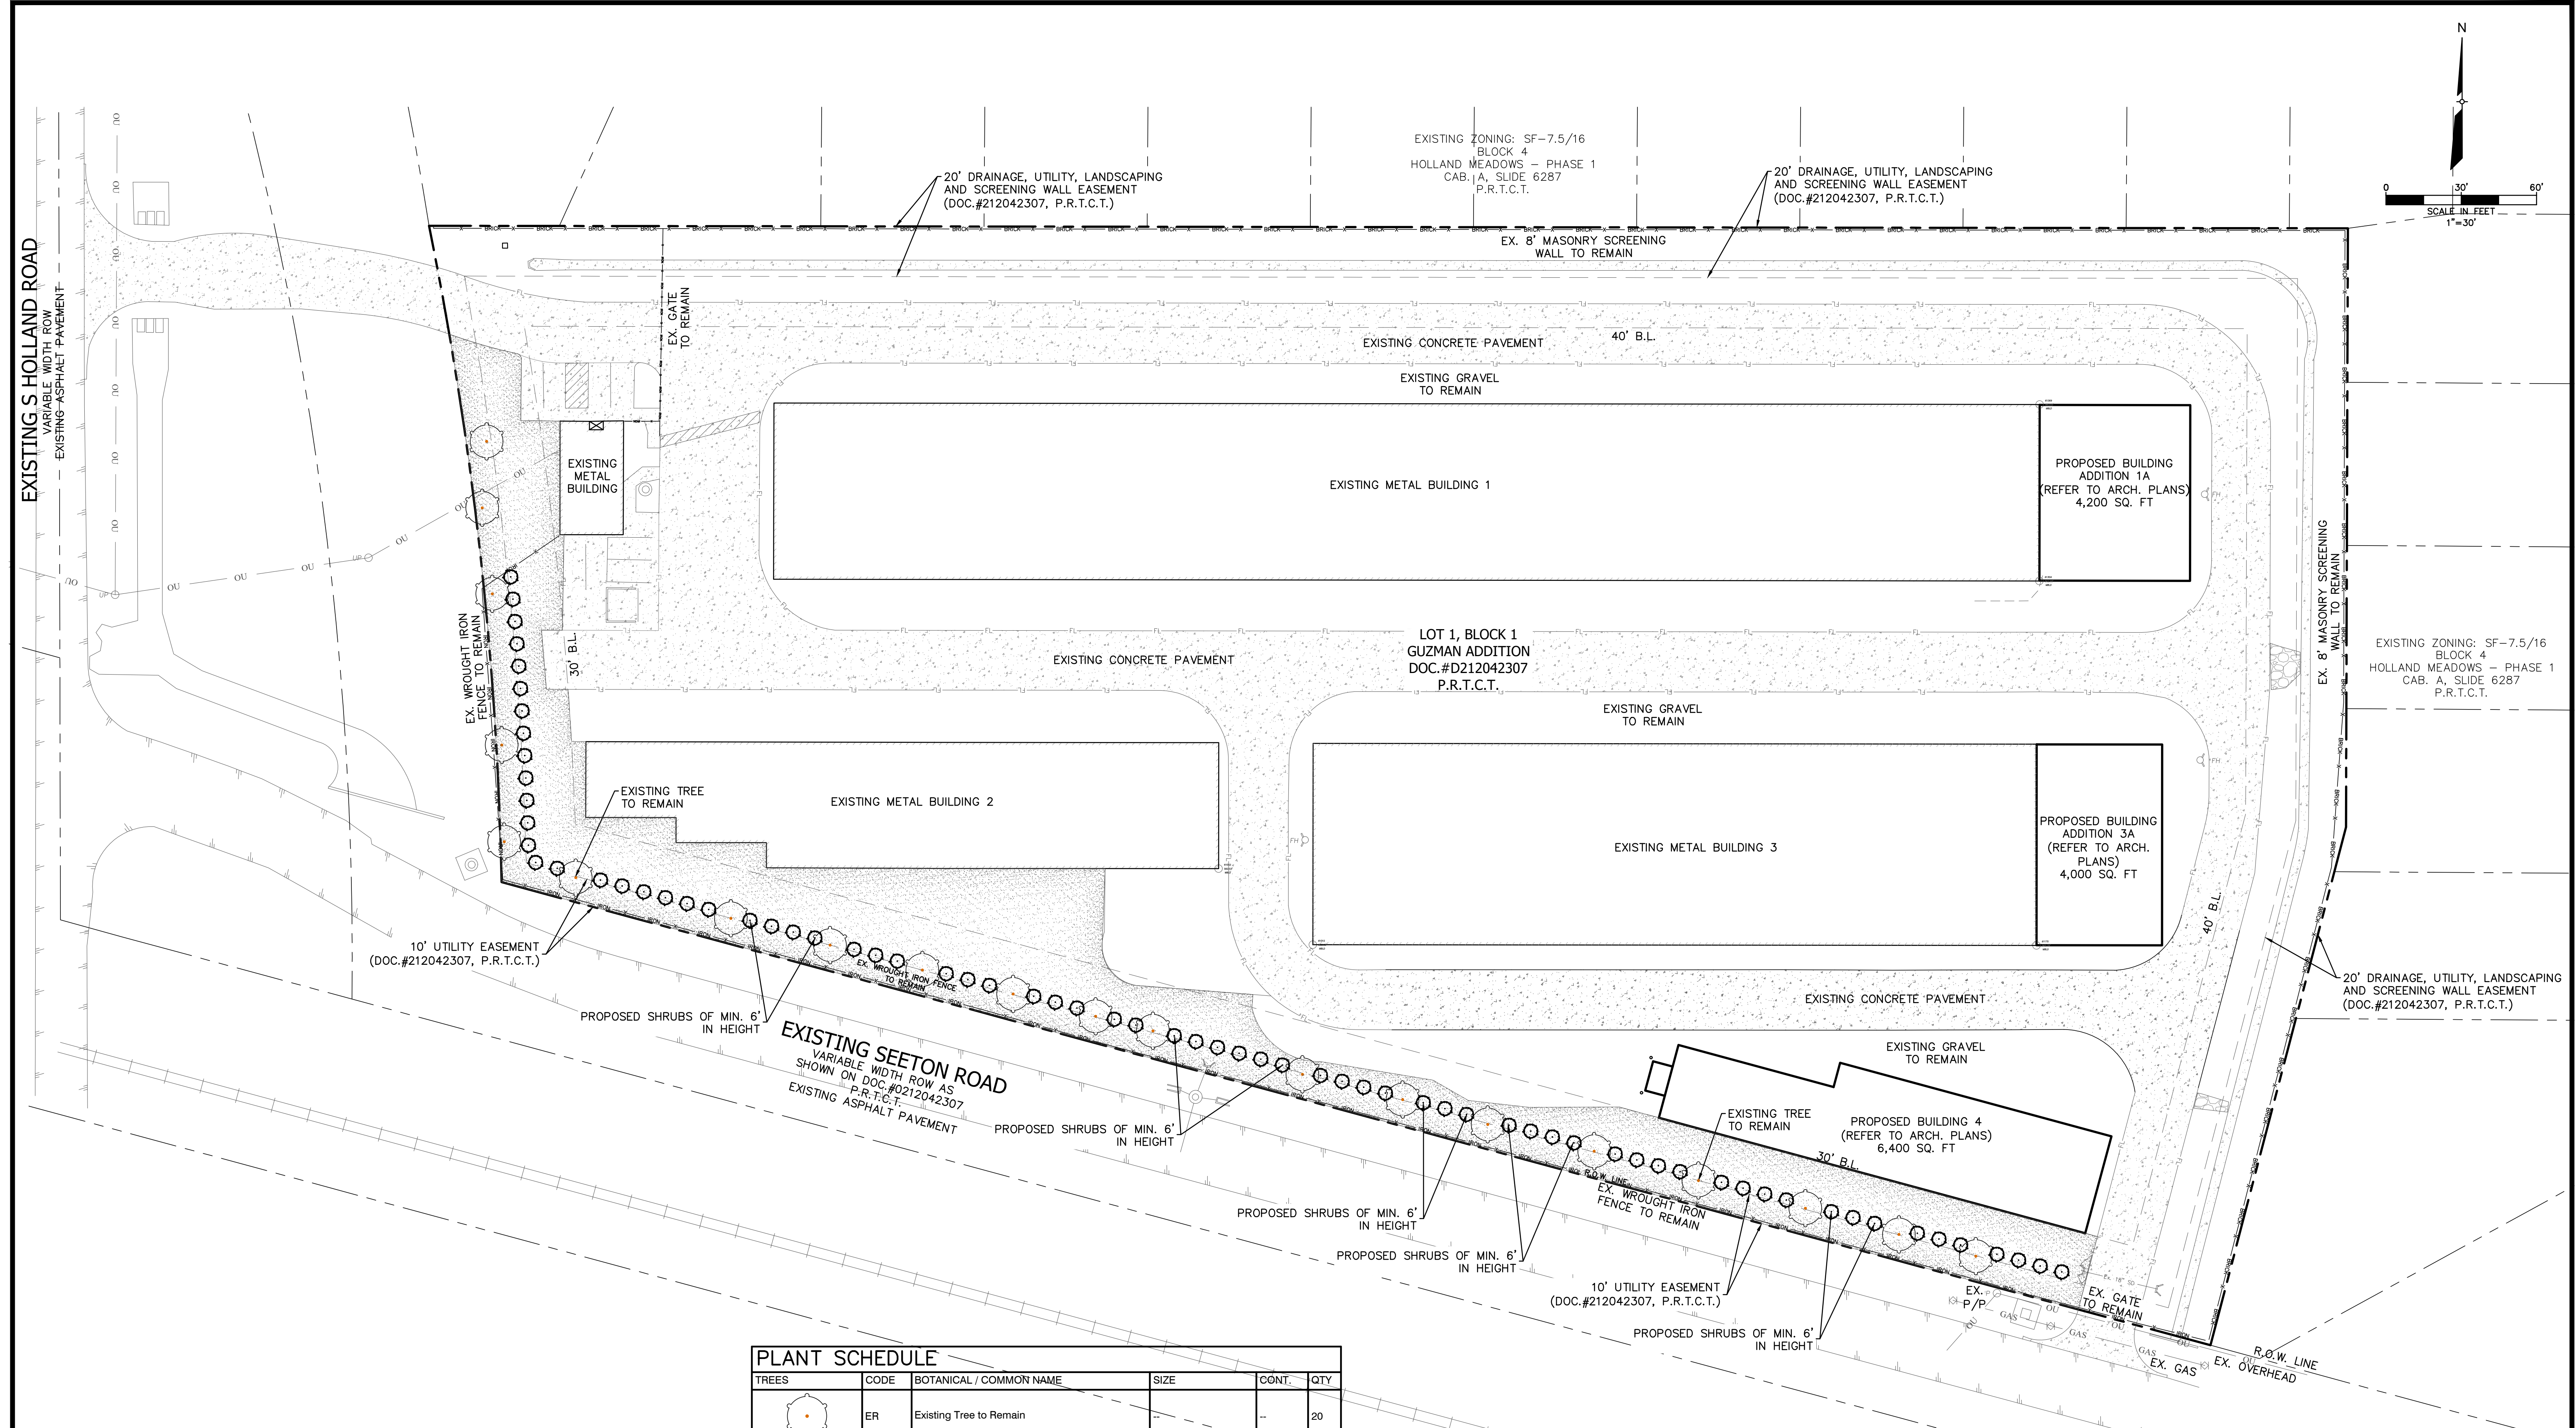 N
0 30' 60'
SCALE IN FEET
1"=30'
EXISTING ZONING: SF-7.5/16
BLOCK 4
HOLLAND MEADOWS - PHASE 1
CAB. A, SLIDE 6287
P.R.T.C.T.
20' DRAINAGE, UTILITY, LANDSCAPING
AND SCREENING WALL EASEMENT
(DOC.#212042307, P.R.T.C.T.)
20' DRAINAGE, UTILITY, LANDSCAPING
AND SCREENING WALL EASEMENT
(DOC.#212042307, P.R.T.C.T.)
EX. 8' MASONRY SCREENING
WALL TO REMAIN
EXISTING S HOLLAND ROAD
VARIABLE WIDTH ROW
EXISTING ASPHALT PAVEMENT
EX. GATE
TO REMAIN
EXISTING CONCRETE PAVEMENT
40' B.L.
EXISTING GRAVEL
TO REMAIN
EXISTING
METAL
BUILDING
EXISTING METAL BUILDING 1
PROPOSED BUILDING
ADDITION 1A
(REFER TO ARCH. PLANS)
4,200 SQ. FT
FH
EX. 8' MASONRY SCREENING
WALL TO REMAIN
EX. WROUGHT IRON
FENCE TO REMAIN
30' B.L.
EXISTING CONCRETE PAVEMENT
LOT 1, BLOCK 1
GUZMAN ADDITION
DOC.#D212042307
P.R.T.C.T.
EXISTING ZONING: SF-7.5/16
BLOCK 4
HOLLAND MEADOWS - PHASE 1
CAB. A, SLIDE 6287
P.R.T.C.T.
EXISTING GRAVEL
TO REMAIN
FH
EXISTING TREE
TO REMAIN
EXISTING METAL BUILDING 2
FH
EXISTING METAL BUILDING 3
PROPOSED BUILDING
ADDITION 3A
(REFER TO ARCH.
PLANS)
4,000 SQ. FT
40' B.L.
10' UTILITY EASEMENT
(DOC.#212042307, P.R.T.C.T.)
EX. WROUGHT IRON FENCE
TO REMAIN
20' DRAINAGE, UTILITY, LANDSCAPING
AND SCREENING WALL EASEMENT
(DOC.#212042307, P.R.T.C.T.)
EXISTING CONCRETE PAVEMENT
PROPOSED SHRUBS OF MIN. 6'
IN HEIGHT
EXISTING SEETON ROAD
VARIABLE WIDTH ROW AS
SHOWN ON DOC.#0212042307
P.R.T.C.T.
EXISTING ASPHALT PAVEMENT
EXISTING GRAVEL
TO REMAIN
PROPOSED SHRUBS OF MIN. 6'
IN HEIGHT
EXISTING TREE
TO REMAIN
PROPOSED BUILDING 4
(REFER TO ARCH. PLANS)
6,400 SQ. FT
30' B.L.
R.O.W. LINE
EX. WROUGHT IRON
FENCE TO REMAIN
PROPOSED SHRUBS OF MIN. 6'
IN HEIGHT
PROPOSED SHRUBS OF MIN. 6'
IN HEIGHT
10' UTILITY EASEMENT
(DOC.#212042307, P.R.T.C.T.)
PROPOSED SHRUBS OF MIN. 6'
IN HEIGHT
EX.
P/P
Ex. 18" SD
EX. GATE
TO REMAIN
GAS
OU
EX. GAS
EX. OVERHEAD
R.O.W. LINE
PLANT SCHEDULE
TREES CODE BOTANICAL / COMMON NAME SIZE CONT. QTY
ER Existing Tree to Remain -- -- 20